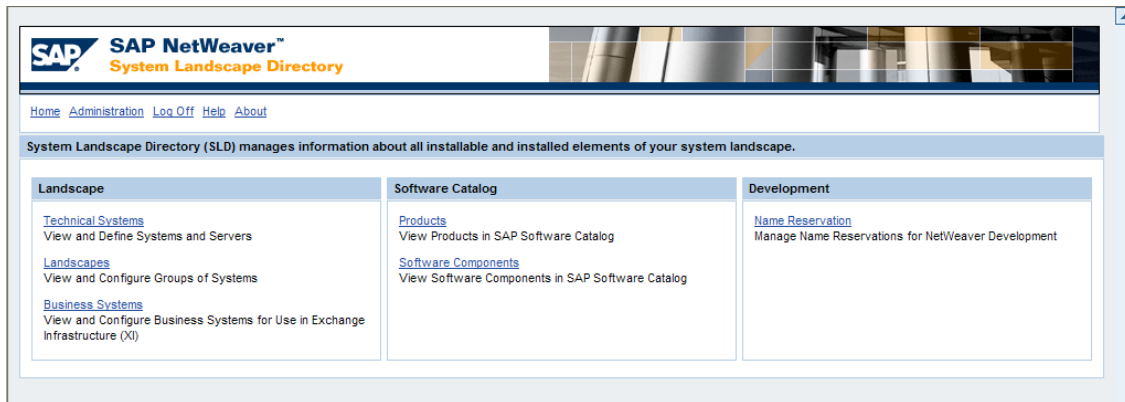 SAP
SAP NetWeaver™
System Landscape Directory
Home Administration Log Off Help About
System Landscape Directory (SLD) manages information about all installable and installed elements of your system landscape.
Landscape
Technical Systems
View and Define Systems and Servers
Landscapes
View and Configure Groups of Systems
Business Systems
View and Configure Business Systems for Use in Exchange
Infrastructure (XI)
Software Catalog
Products
View Products in SAP Software Catalog
Software Components
View Software Components in SAP Software Catalog
Development
Name Reservation
Manage Name Reservations for NetWeaver Development